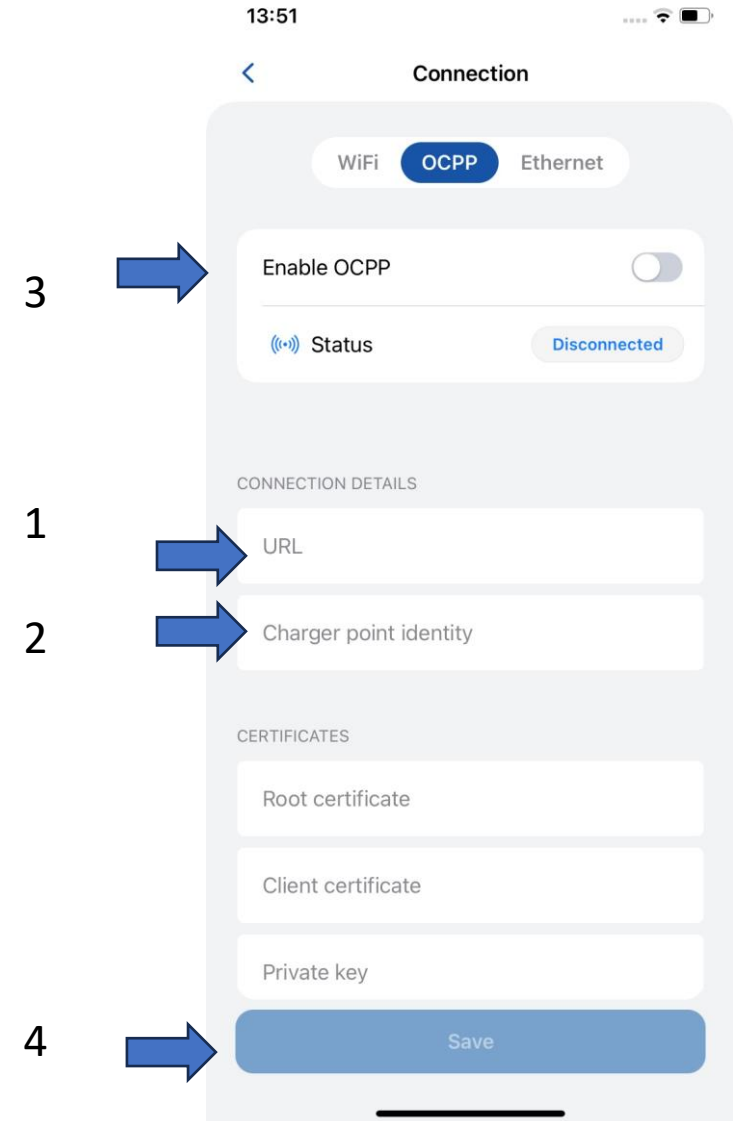 13:51
Connection
WiFi OCPP Ethernet
3
Enable OCPP
Status Disconnected
CONNECTION DETAILS
1
URL
2
Charger point identity
CERTIFICATES
Root certificate
Client certificate
Private key
4
Save